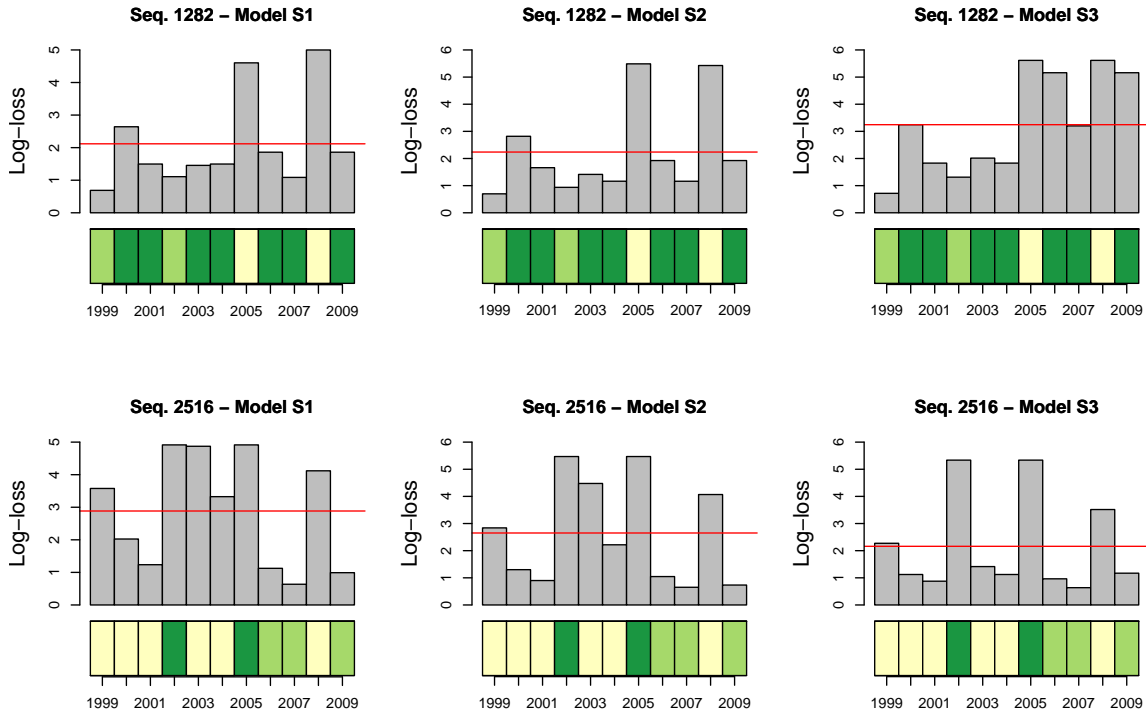 Seq. 1282 − Model S1
Log−loss
0 1 2 3 4 5
1999 2001 2003 2005 2007 2009
Seq. 1282 − Model S2
Log−loss
0 1 2 3 4 5 6
1999 2001 2003 2005 2007 2009
Seq. 1282 − Model S3
Log−loss
0 1 2 3 4 5 6
1999 2001 2003 2005 2007 2009
Seq. 2516 − Model S1
Log−loss
0 1 2 3 4 5
1999 2001 2003 2005 2007 2009
Seq. 2516 − Model S2
Log−loss
0 1 2 3 4 5 6
1999 2001 2003 2005 2007 2009
Seq. 2516 − Model S3
Log−loss
0 1 2 3 4 5 6
1999 2001 2003 2005 2007 2009